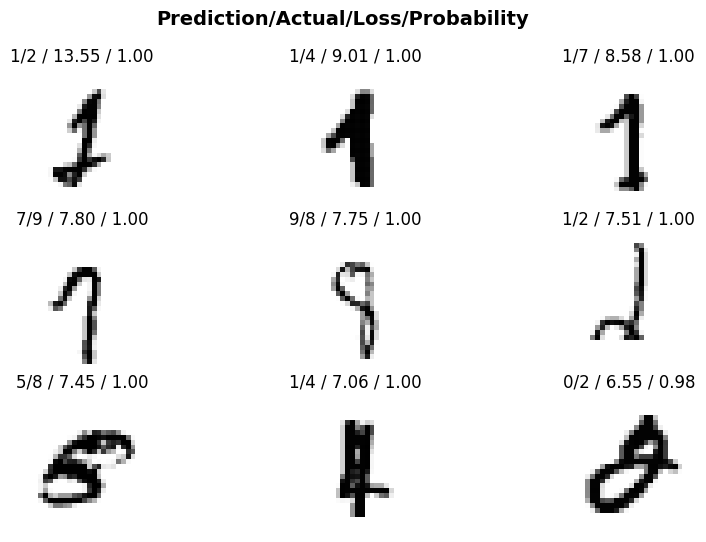 Prediction/Actual/Loss/Probability
1/2 / 13.55 / 1.00
1/4 / 9.01 / 1.00
1/7 / 8.58 / 1.00
7/9 / 7.80 / 1.00
9/8 / 7.75 / 1.00
1/2 / 7.51 / 1.00
5/8 / 7.45 / 1.00
1/4 / 7.06 / 1.00
0/2 / 6.55 / 0.98